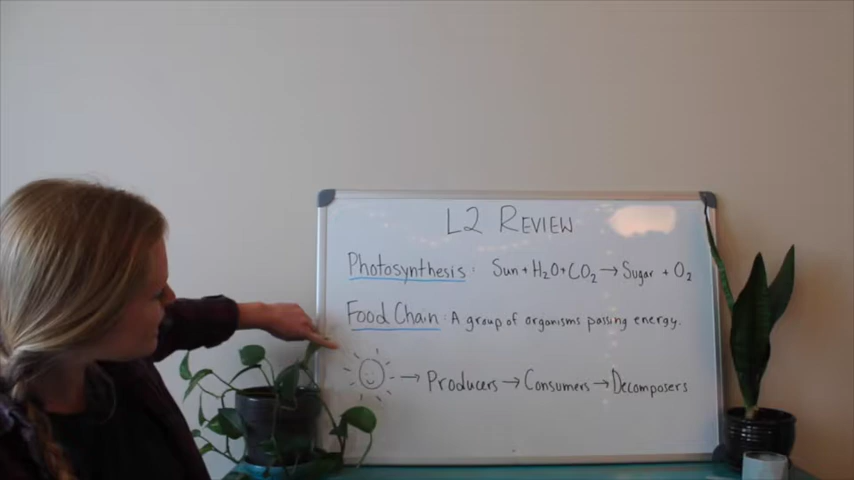 L2 REVIEW
Photosynthesis: Sun + H₂O + CO₂ → Sugar + O₂
Food Chain: A group of organisms passing energy.
→ Producers → Consumers → Decomposers